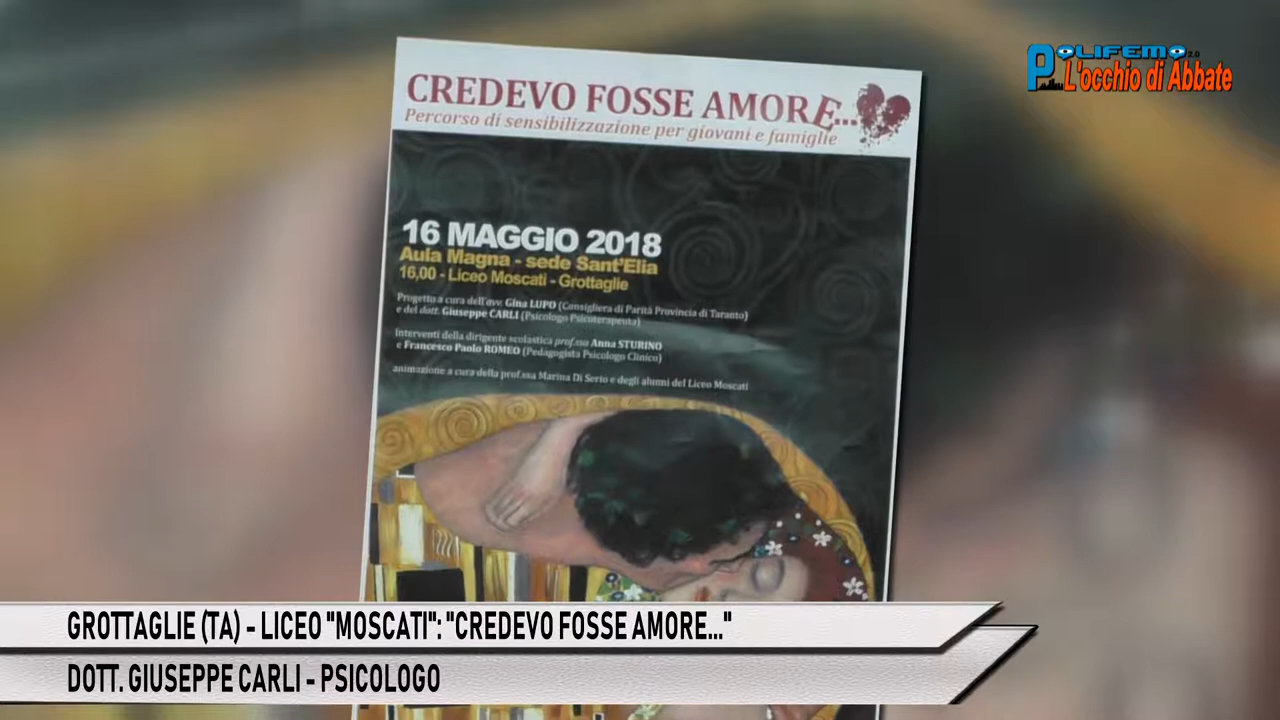 POLIFEMO 2.0
L'occhio di Abbate
CREDEVO FOSSE AMORE...
Percorso di sensibilizzazione per giovani e famiglie
16 MAGGIO 2018
Aula Magna - sede Sant'Elia
16,00 - Liceo Moscati - Grottaglie
Progetto a cura dell'avv. Gina LUPO (Consigliera di Parità Provincia di Taranto)
e del dott. Giuseppe CARLI (Psicologo Psicoterapeuta)
Interventi della dirigente scolastica prof.ssa Anna STURINO
e Francesco Paolo ROMEO (Pedagogista Psicologo Clinico)
animazione a cura della prof.ssa Marina Di Serio e degli alunni del Liceo Moscati
GROTTAGLIE (TA) - LICEO "MOSCATI": "CREDEVO FOSSE AMORE..."
DOTT. GIUSEPPE CARLI - PSICOLOGO